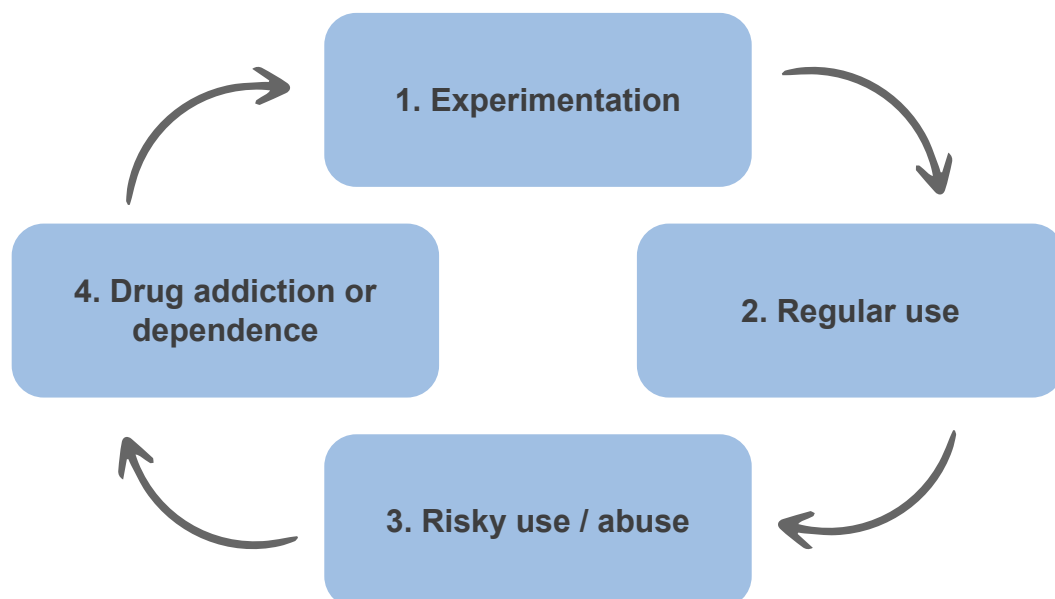 1. Experimentation
2. Regular use
3. Risky use / abuse
4. Drug addiction or
dependence